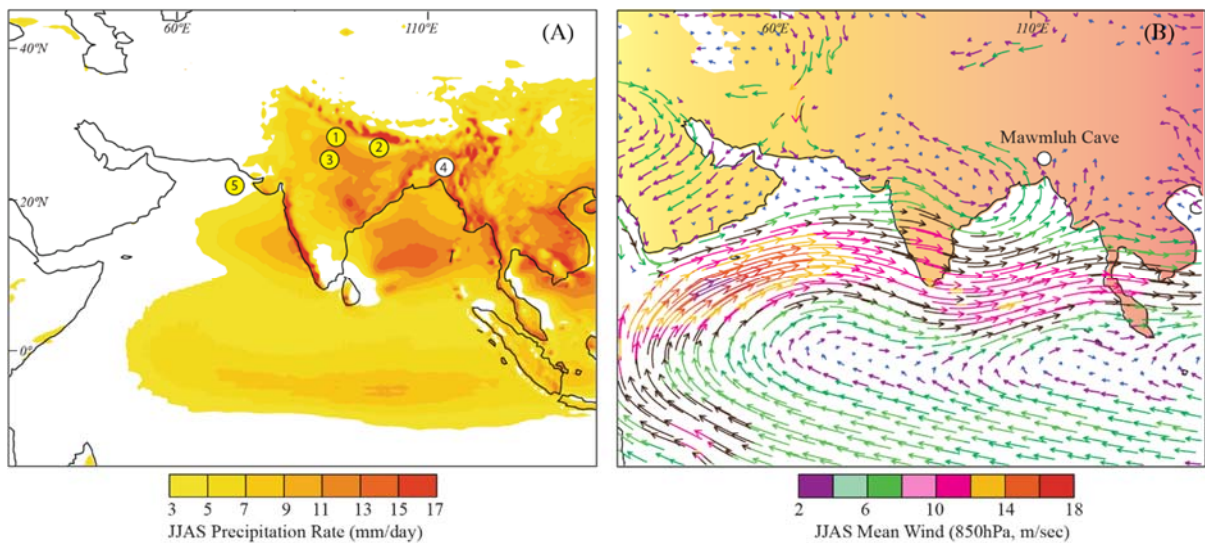 60°E
110°E
(A)
40°N
1
2
3
4
5
20°N
0°
3 5 7 9 11 13 15 17
JJAS Precipitation Rate (mm/day)
60°E
110°E
(B)
Mawmluh Cave
2 6 10 14 18
JJAS Mean Wind (850hPa, m/sec)